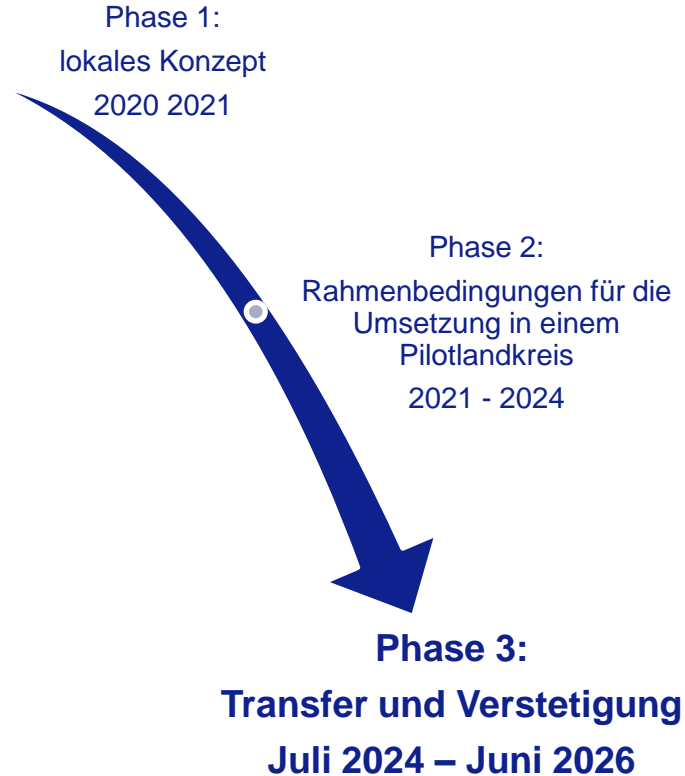 Phase 1:
lokales Konzept
2020 2021
Phase 2:
Rahmenbedingungen für die
Umsetzung in einem
Pilotlandkreis
2021 - 2024
Phase 3:
Transfer und Verstetigung
Juli 2024 – Juni 2026